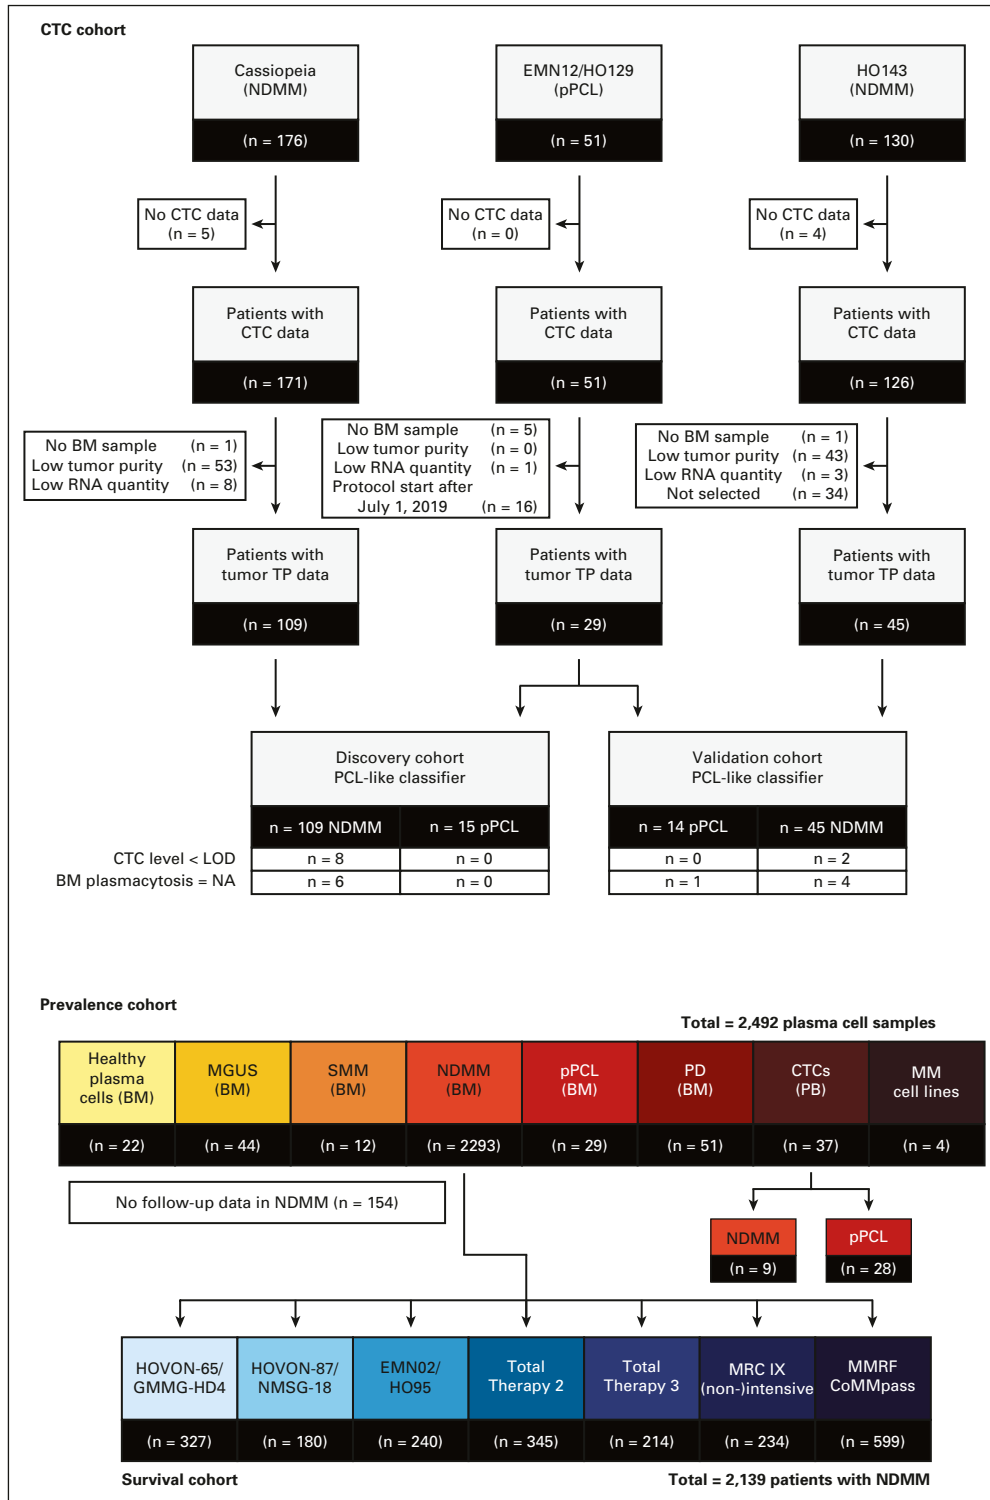 CTC cohort
Cassiopeia
(NDMM)
(n = 176)
EMN12/HO129
(pPCL)
(n = 51)
HO143
(NDMM)
(n = 130)
No CTC data
(n = 5)
No CTC data
(n = 0)
No CTC data
(n = 4)
Patients with
CTC data
(n = 171)
Patients with
CTC data
(n = 51)
Patients with
CTC data
(n = 126)
No BM sample (n = 1)
Low tumor purity (n = 53)
Low RNA quantity (n = 8)
No BM sample (n = 5)
Low tumor purity (n = 0)
Low RNA quantity (n = 1)
Protocol start after
July 1, 2019 (n = 16)
No BM sample (n = 1)
Low tumor purity (n = 43)
Low RNA quantity (n = 3)
Not selected (n = 34)
Patients with
tumor TP data
(n = 109)
Patients with
tumor TP data
(n = 29)
Patients with
tumor TP data
(n = 45)
Discovery cohort
PCL-like classifier
n = 109 NDMM n = 15 pPCL
Validation cohort
PCL-like classifier
n = 14 pPCL n = 45 NDMM
CTC level < LOD n = 8 n = 0 n = 0 n = 2
BM plasmacytosis = NA n = 6 n = 0 n = 1 n = 4
Prevalence cohort
Total = 2,492 plasma cell samples
Healthy
plasma
cells (BM)
(n = 22)
MGUS
(BM)
(n = 44)
SMM
(BM)
(n = 12)
NDMM
(BM)
(n = 2293)
pPCL
(BM)
(n = 29)
PD
(BM)
(n = 51)
CTCs
(PB)
(n = 37)
MM
cell lines
(n = 4)
No follow-up data in NDMM (n = 154)
NDMM
(n = 9)
pPCL
(n = 28)
HOVON-65/
GMMG-HD4
(n = 327)
HOVON-87/
NMSG-18
(n = 180)
EMN02/
HO95
(n = 240)
Total
Therapy 2
(n = 345)
Total
Therapy 3
(n = 214)
MRC IX
(non-)intensive
(n = 234)
MMRF
CoMMpass
(n = 599)
Survival cohort
Total = 2,139 patients with NDMM